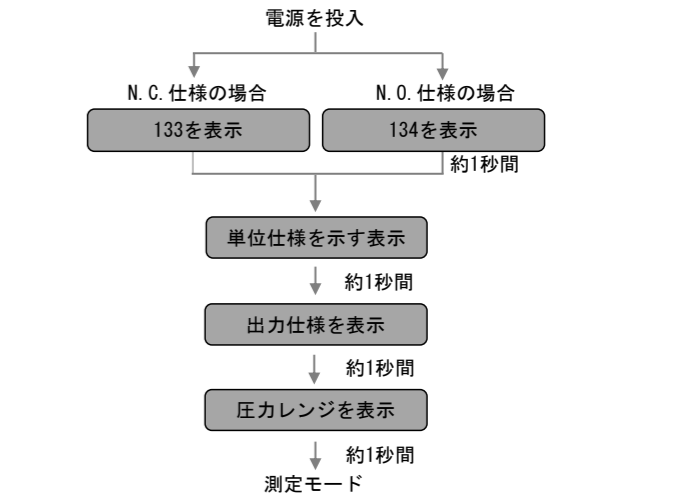 電源を投入
N.C.仕様の場合
N.O.仕様の場合
133を表示
134を表示
約1秒間
単位仕様を示す表示
約1秒間
出力仕様を表示
約1秒間
圧力レンジを表示
約1秒間
測定モード